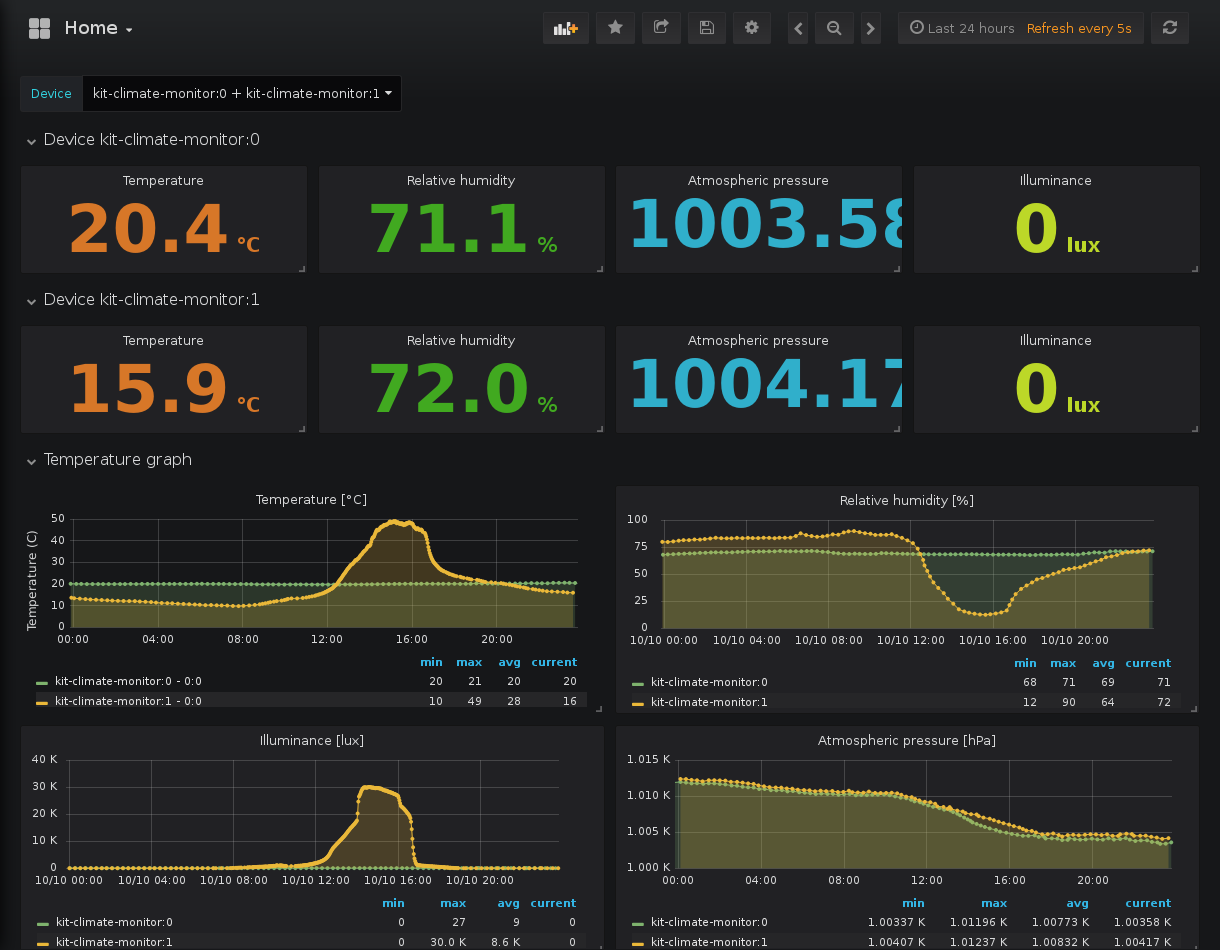 Home
Last 24 hours Refresh every 5s
Device kit-climate-monitor:0 + kit-climate-monitor:1
Device kit-climate-monitor:0
Temperature Relative humidity Atmospheric pressure Illuminance
20.4 °C 71.1 % 1003.58 0 lux
Device kit-climate-monitor:1
Temperature Relative humidity Atmospheric pressure Illuminance
15.9 °C 72.0 % 1004.17 0 lux
Temperature graph
Temperature [°C]
Temperature (C)
50
40
30
20
10
0
00:00 04:00 08:00 12:00 16:00 20:00
min max avg current
kit-climate-monitor:0 - 0:0 20 21 20 20
kit-climate-monitor:1 - 0:0 10 49 28 16
Relative humidity [%]
100
75
50
25
0
10/10 00:00 10/10 04:00 10/10 08:00 10/10 12:00 10/10 16:00 10/10 20:00
min max avg current
kit-climate-monitor:0 68 71 69 71
kit-climate-monitor:1 12 90 64 72
Illuminance [lux]
40 K
30 K
20 K
10 K
0
10/10 00:00 10/10 04:00 10/10 08:00 10/10 12:00 10/10 16:00 10/10 20:00
min max avg current
kit-climate-monitor:0 0 27 9 0
kit-climate-monitor:1 0 30.0 K 8.6 K 0
Atmospheric pressure [hPa]
1.015 K
1.010 K
1.005 K
1.000 K
00:00 04:00 08:00 12:00 16:00 20:00
min max avg current
kit-climate-monitor:0 1.00337 K 1.01196 K 1.00773 K 1.00358 K
kit-climate-monitor:1 1.00407 K 1.01237 K 1.00832 K 1.00417 K